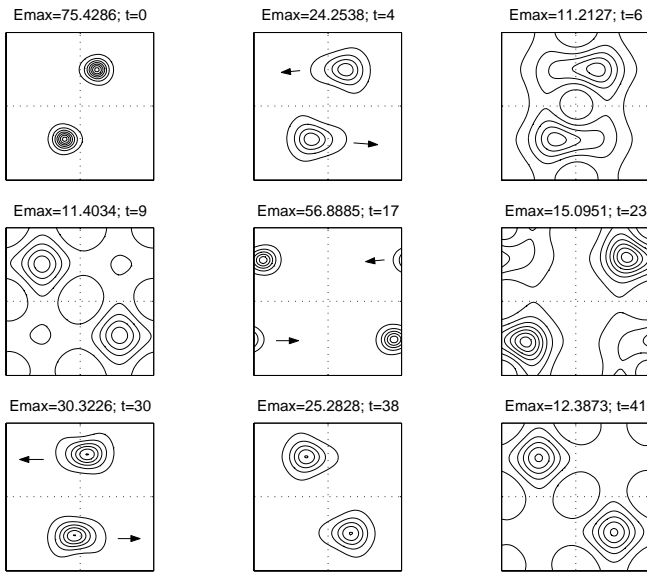 Emax=75.4286; t=0
Emax=24.2538; t=4
Emax=11.2127; t=6
Emax=11.4034; t=9
Emax=56.8885; t=17
Emax=15.0951; t=23
Emax=30.3226; t=30
Emax=25.2828; t=38
Emax=12.3873; t=41